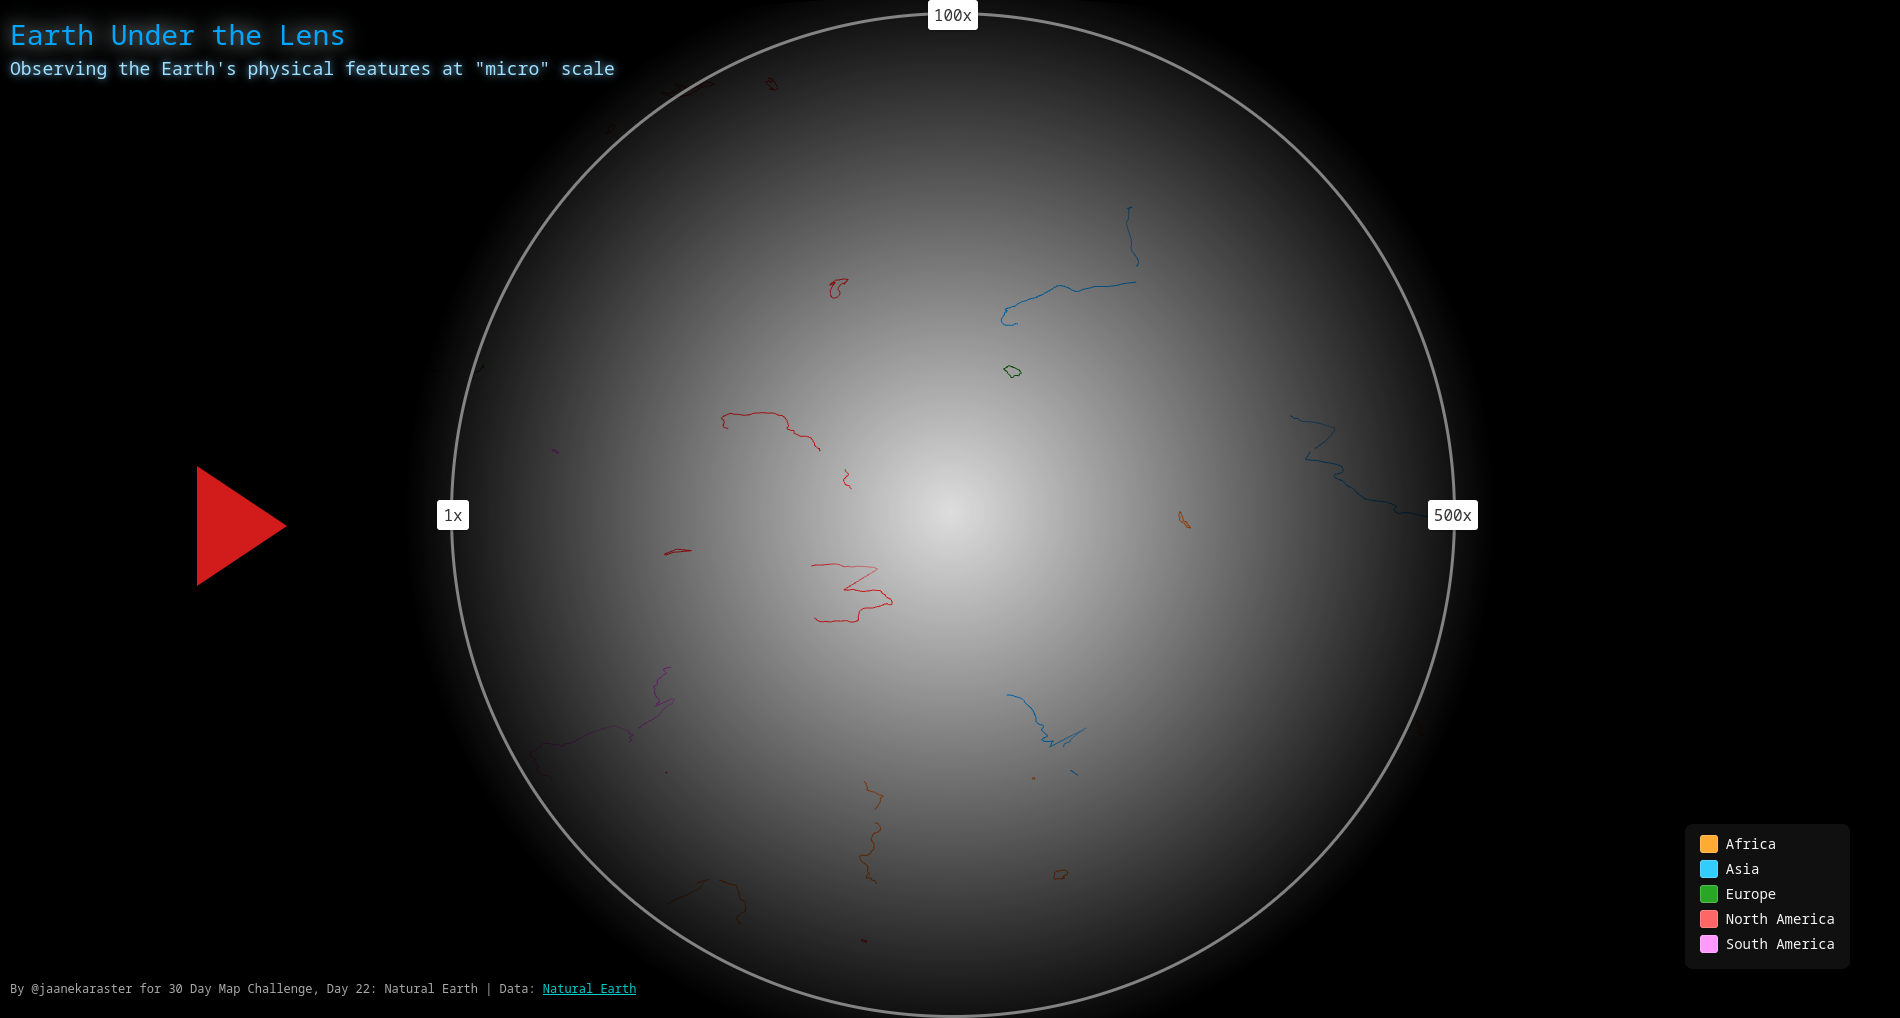 Earth Under the Lens
Observing the Earth's physical features at "micro" scale
100x
1x
500x
Africa
Asia
Europe
North America
South America
By @jaanekaraster for 30 Day Map Challenge, Day 22: Natural Earth | Data: Natural Earth